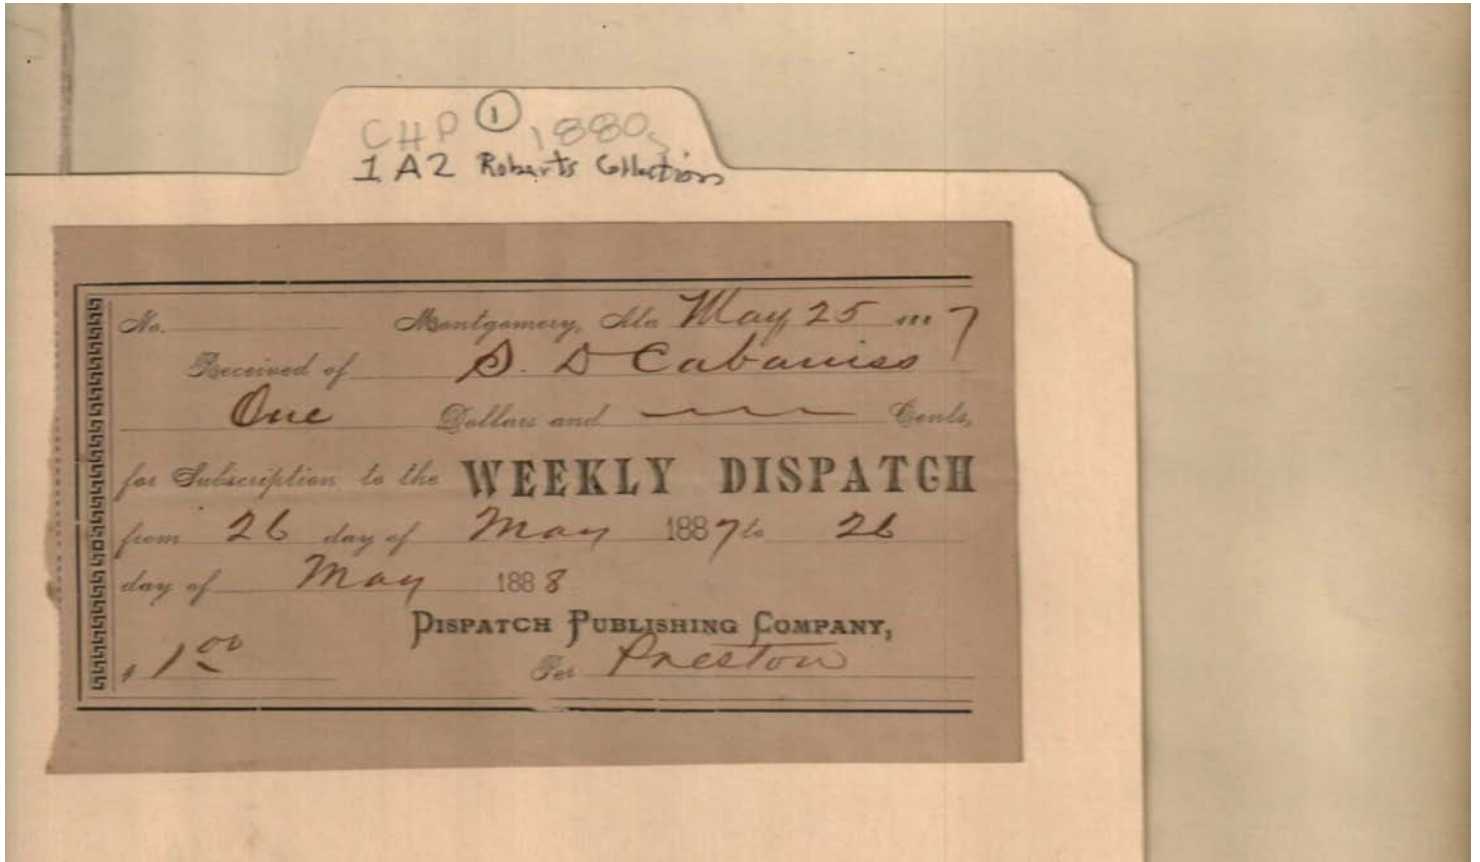 CHP ① 1880s
1A2 Roberts Collection
No. Montgomery, Ala May 25 1887
Received of S. D Cabaniss
One Dollars and Cents,
for Subscription to the WEEKLY DISPATCH
from 26 day of May 1887 to 26
day of May 1888
DISPATCH PUBLISHING COMPANY,
$ 1.00 Per Preston